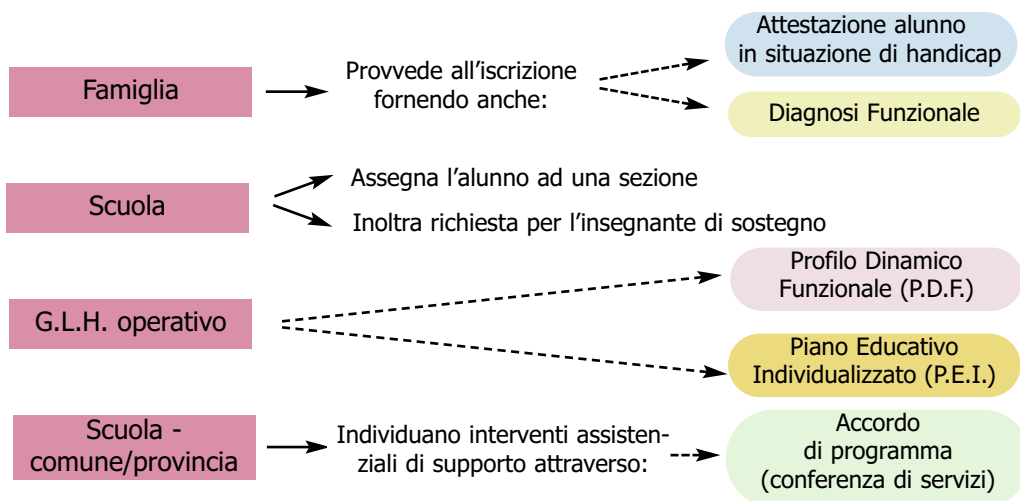 Famiglia
Provvede all'iscrizione
fornendo anche:
Attestazione alunno
in situazione di handicap
Diagnosi Funzionale
Scuola
Assegna l'alunno ad una sezione
Inoltra richiesta per l'insegnante di sostegno
G.L.H. operativo
Profilo Dinamico
Funzionale (P.D.F.)
Piano Educativo
Individualizzato (P.E.I.)
Scuola -
comune/provincia
Individuano interventi assisten-
ziali di supporto attraverso:
Accordo
di programma
(conferenza di servizi)